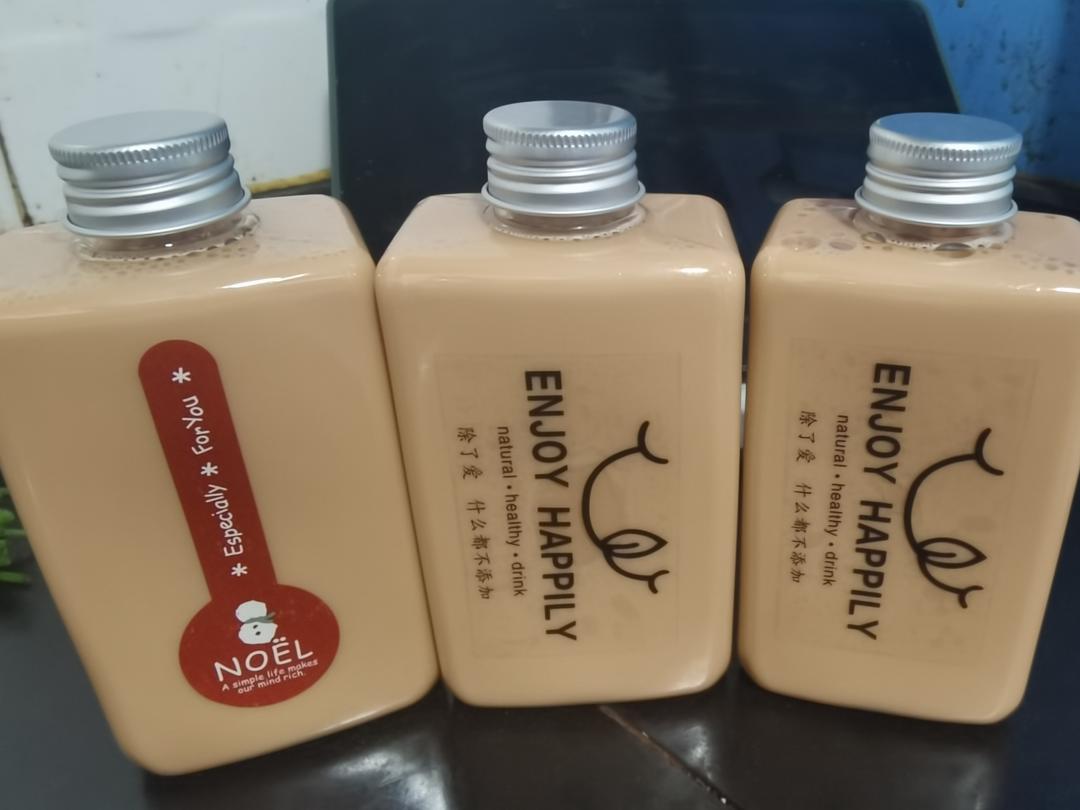 * Especially * For You *
NOËL
A simple life makes
our mind rich.
ENJOY HAPPILY
natural • healthy • drink
除了爱 什么都不添加
ENJOY HAPPILY
natural • healthy • drink
除了爱 什么都不添加